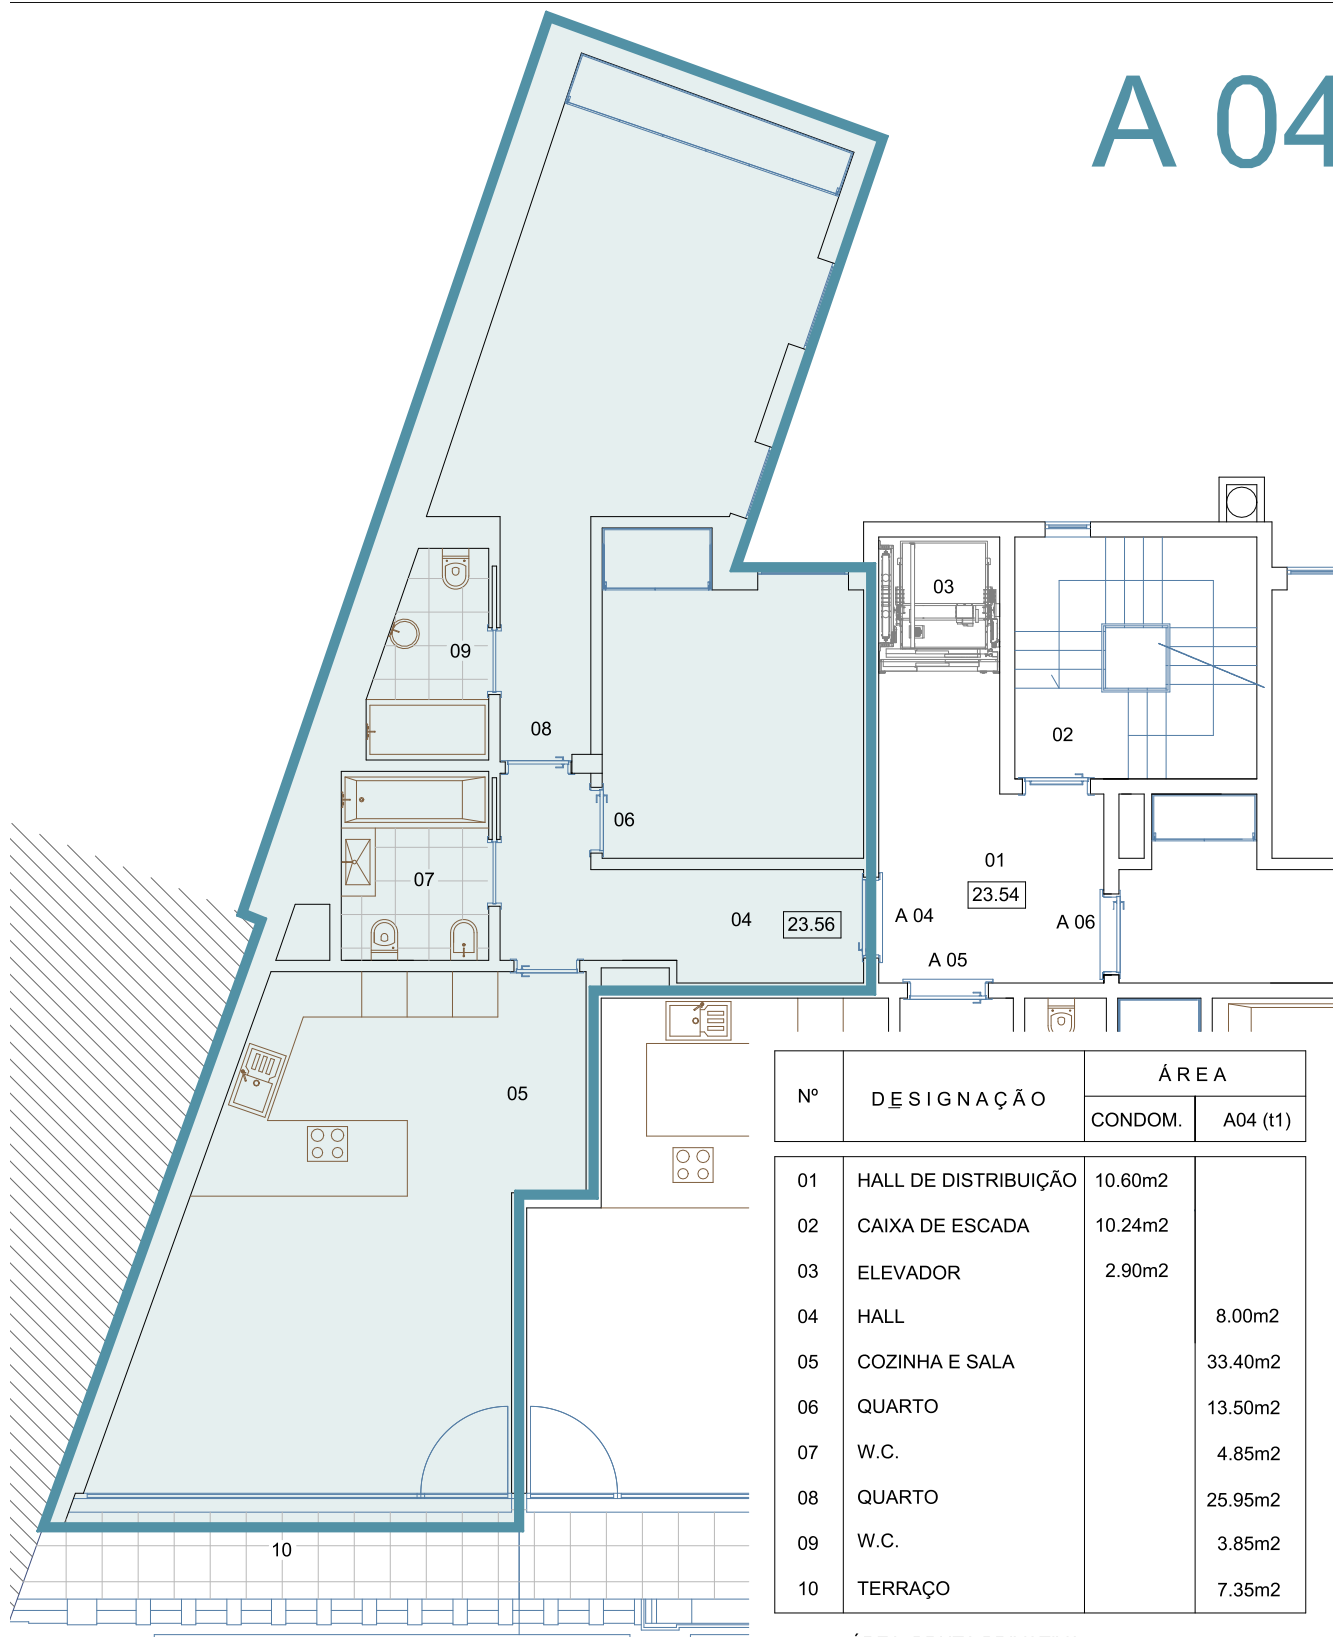 A 04
03
09
08
02
06
01
07
04
23.56
A 04
23.54
A 06
A 05
05
10
Nº
DESIGNAÇÃO
ÁREA
CONDOM.
A04 (t1)
01 HALL DE DISTRIBUIÇÃO 10.60m2
02 CAIXA DE ESCADA 10.24m2
03 ELEVADOR 2.90m2
04 HALL 8.00m2
05 COZINHA E SALA 33.40m2
06 QUARTO 13.50m2
07 W.C. 4.85m2
08 QUARTO 25.95m2
09 W.C. 3.85m2
10 TERRAÇO 7.35m2